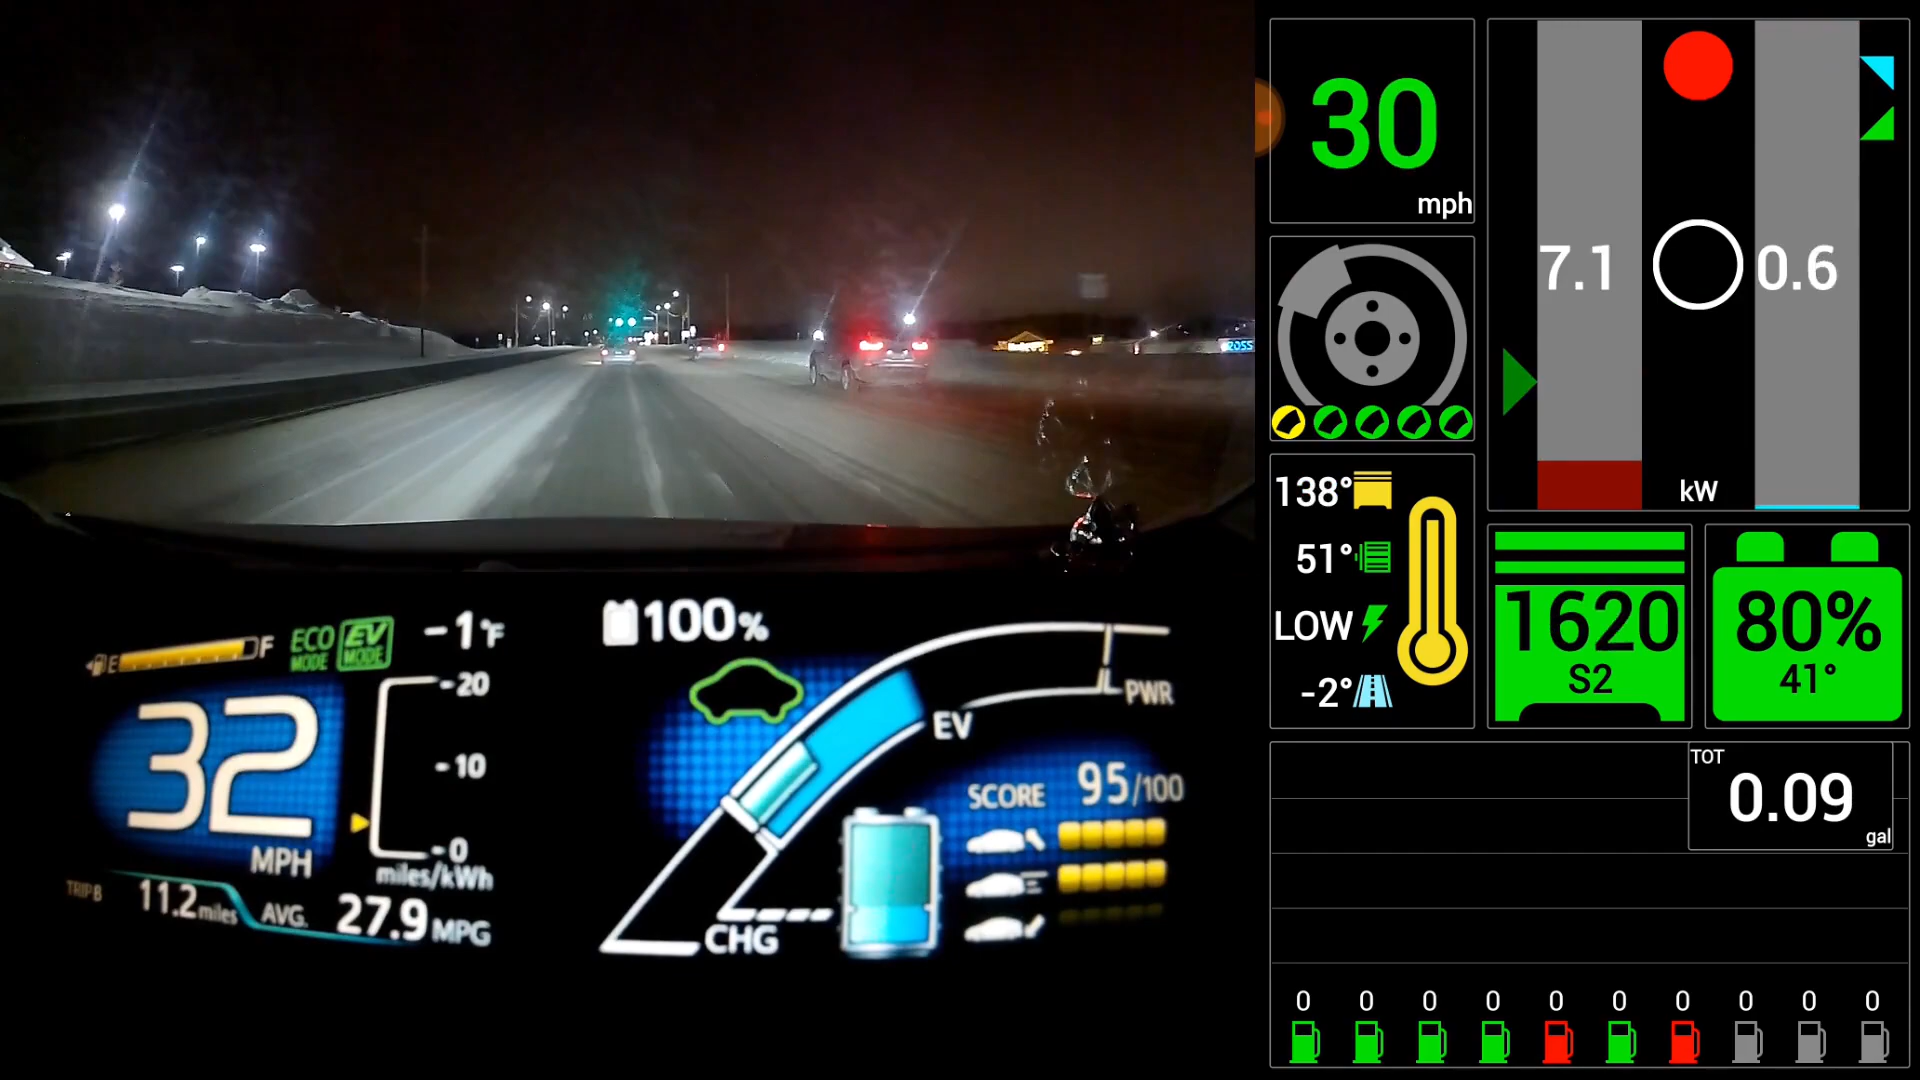 ROSS
E F
ECO MODE
EV MODE
-1°F
20
32
MPH
10
0
miles/kWh
TRIP B 11.2 miles AVG. 27.9 MPG
100%
PWR
EV
SCORE 95/100
CHG
30
mph
7.1
0.6
kW
138°
51°
LOW
-2°
1620
S2
80%
41°
TOT
0.09
gal
0 0 0 0 0 0 0 0 0 0